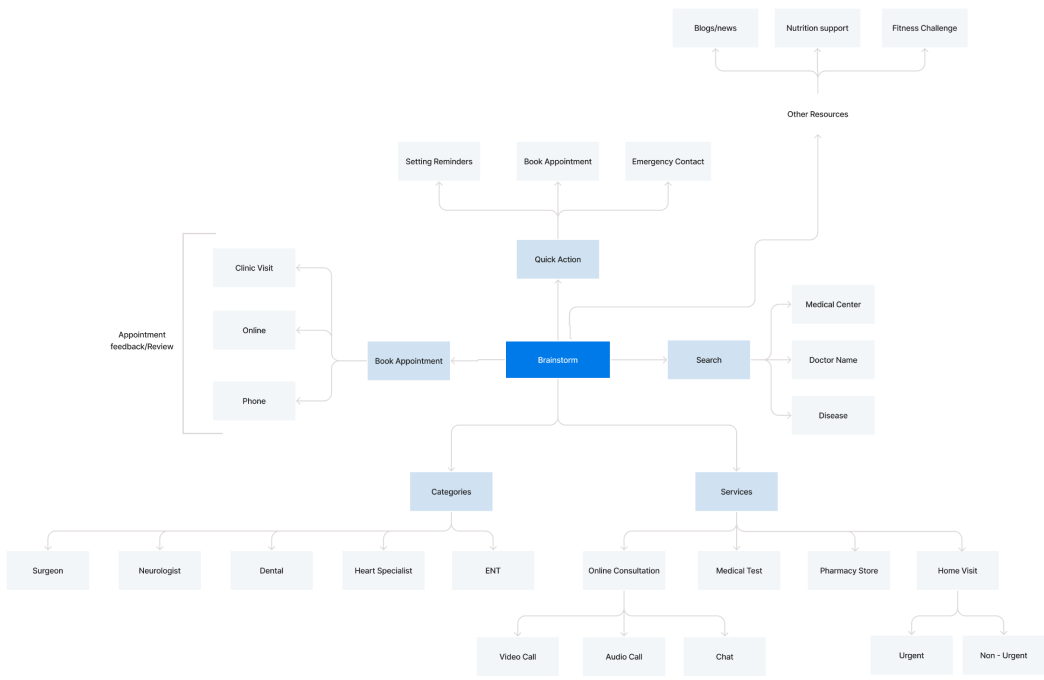 Blogs/news
Nutrition support
Fitness Challenge
Other Resources
Setting Reminders
Book Appointment
Emergency Contact
Quick Action
Clinic Visit
Online
Phone
Appointment
feedback/Review
Book Appointment
Brainstorm
Search
Medical Center
Doctor Name
Disease
Categories
Services
Surgeon
Neurologist
Dental
Heart Specialist
ENT
Online Consultation
Medical Test
Pharmacy Store
Home Visit
Video Call
Audio Call
Chat
Urgent
Non - Urgent